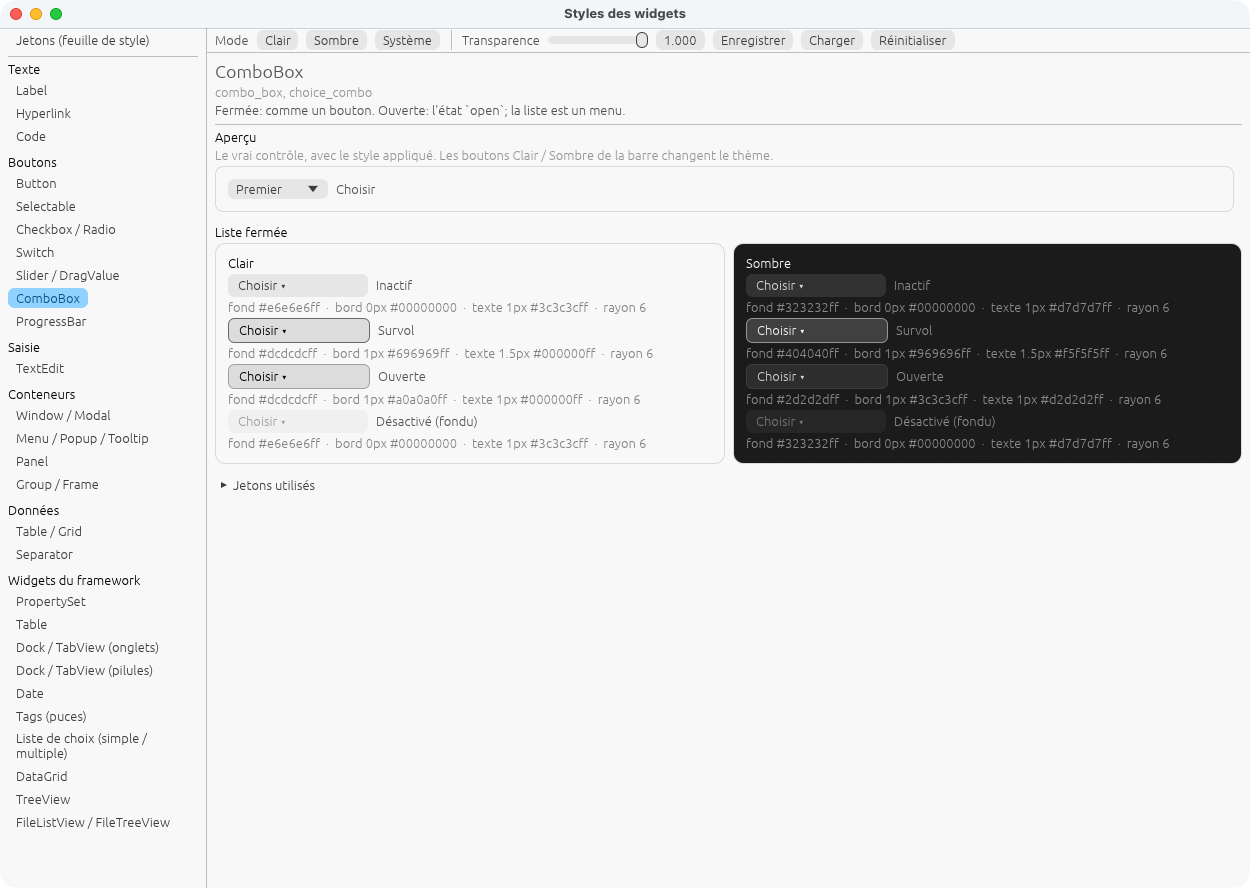 Styles des widgets
Jetons (feuille de style)
Texte
Label
Hyperlink
Code
Boutons
Button
Selectable
Checkbox / Radio
Switch
Slider / DragValue
ComboBox
ProgressBar
Saisie
TextEdit
Conteneurs
Window / Modal
Menu / Popup / Tooltip
Panel
Group / Frame
Données
Table / Grid
Separator
Widgets du framework
PropertySet
Table
Dock / TabView (onglets)
Dock / TabView (pilules)
Date
Tags (puces)
Liste de choix (simple /
multiple)
DataGrid
TreeView
FileListView / FileTreeView
Mode Clair Sombre Système Transparence 1.000 Enregistrer Charger Réinitialiser
ComboBox
combo_box, choice_combo
Fermée: comme un bouton. Ouverte: l'état `open`; la liste est un menu.
Aperçu
Le vrai contrôle, avec le style appliqué. Les boutons Clair / Sombre de la barre changent le thème.
Premier Choisir
Liste fermée
Clair
Choisir Inactif
fond #e6e6e6ff · bord 0px #00000000 · texte 1px #3c3c3cff · rayon 6
Choisir Survol
fond #dcdcdcff · bord 1px #696969ff · texte 1.5px #000000ff · rayon 6
Choisir Ouverte
fond #dcdcdcff · bord 1px #a0a0a0ff · texte 1px #000000ff · rayon 6
Choisir Désactivé (fondu)
fond #e6e6e6ff · bord 0px #00000000 · texte 1px #3c3c3cff · rayon 6
Sombre
Choisir Inactif
fond #323232ff · bord 0px #00000000 · texte 1px #d7d7d7ff · rayon 6
Choisir Survol
fond #404040ff · bord 1px #969696ff · texte 1.5px #f5f5f5ff · rayon 6
Choisir Ouverte
fond #2d2d2dff · bord 1px #3c3c3cff · texte 1px #d2d2d2ff · rayon 6
Choisir Désactivé (fondu)
fond #323232ff · bord 0px #00000000 · texte 1px #d7d7d7ff · rayon 6
Jetons utilisés